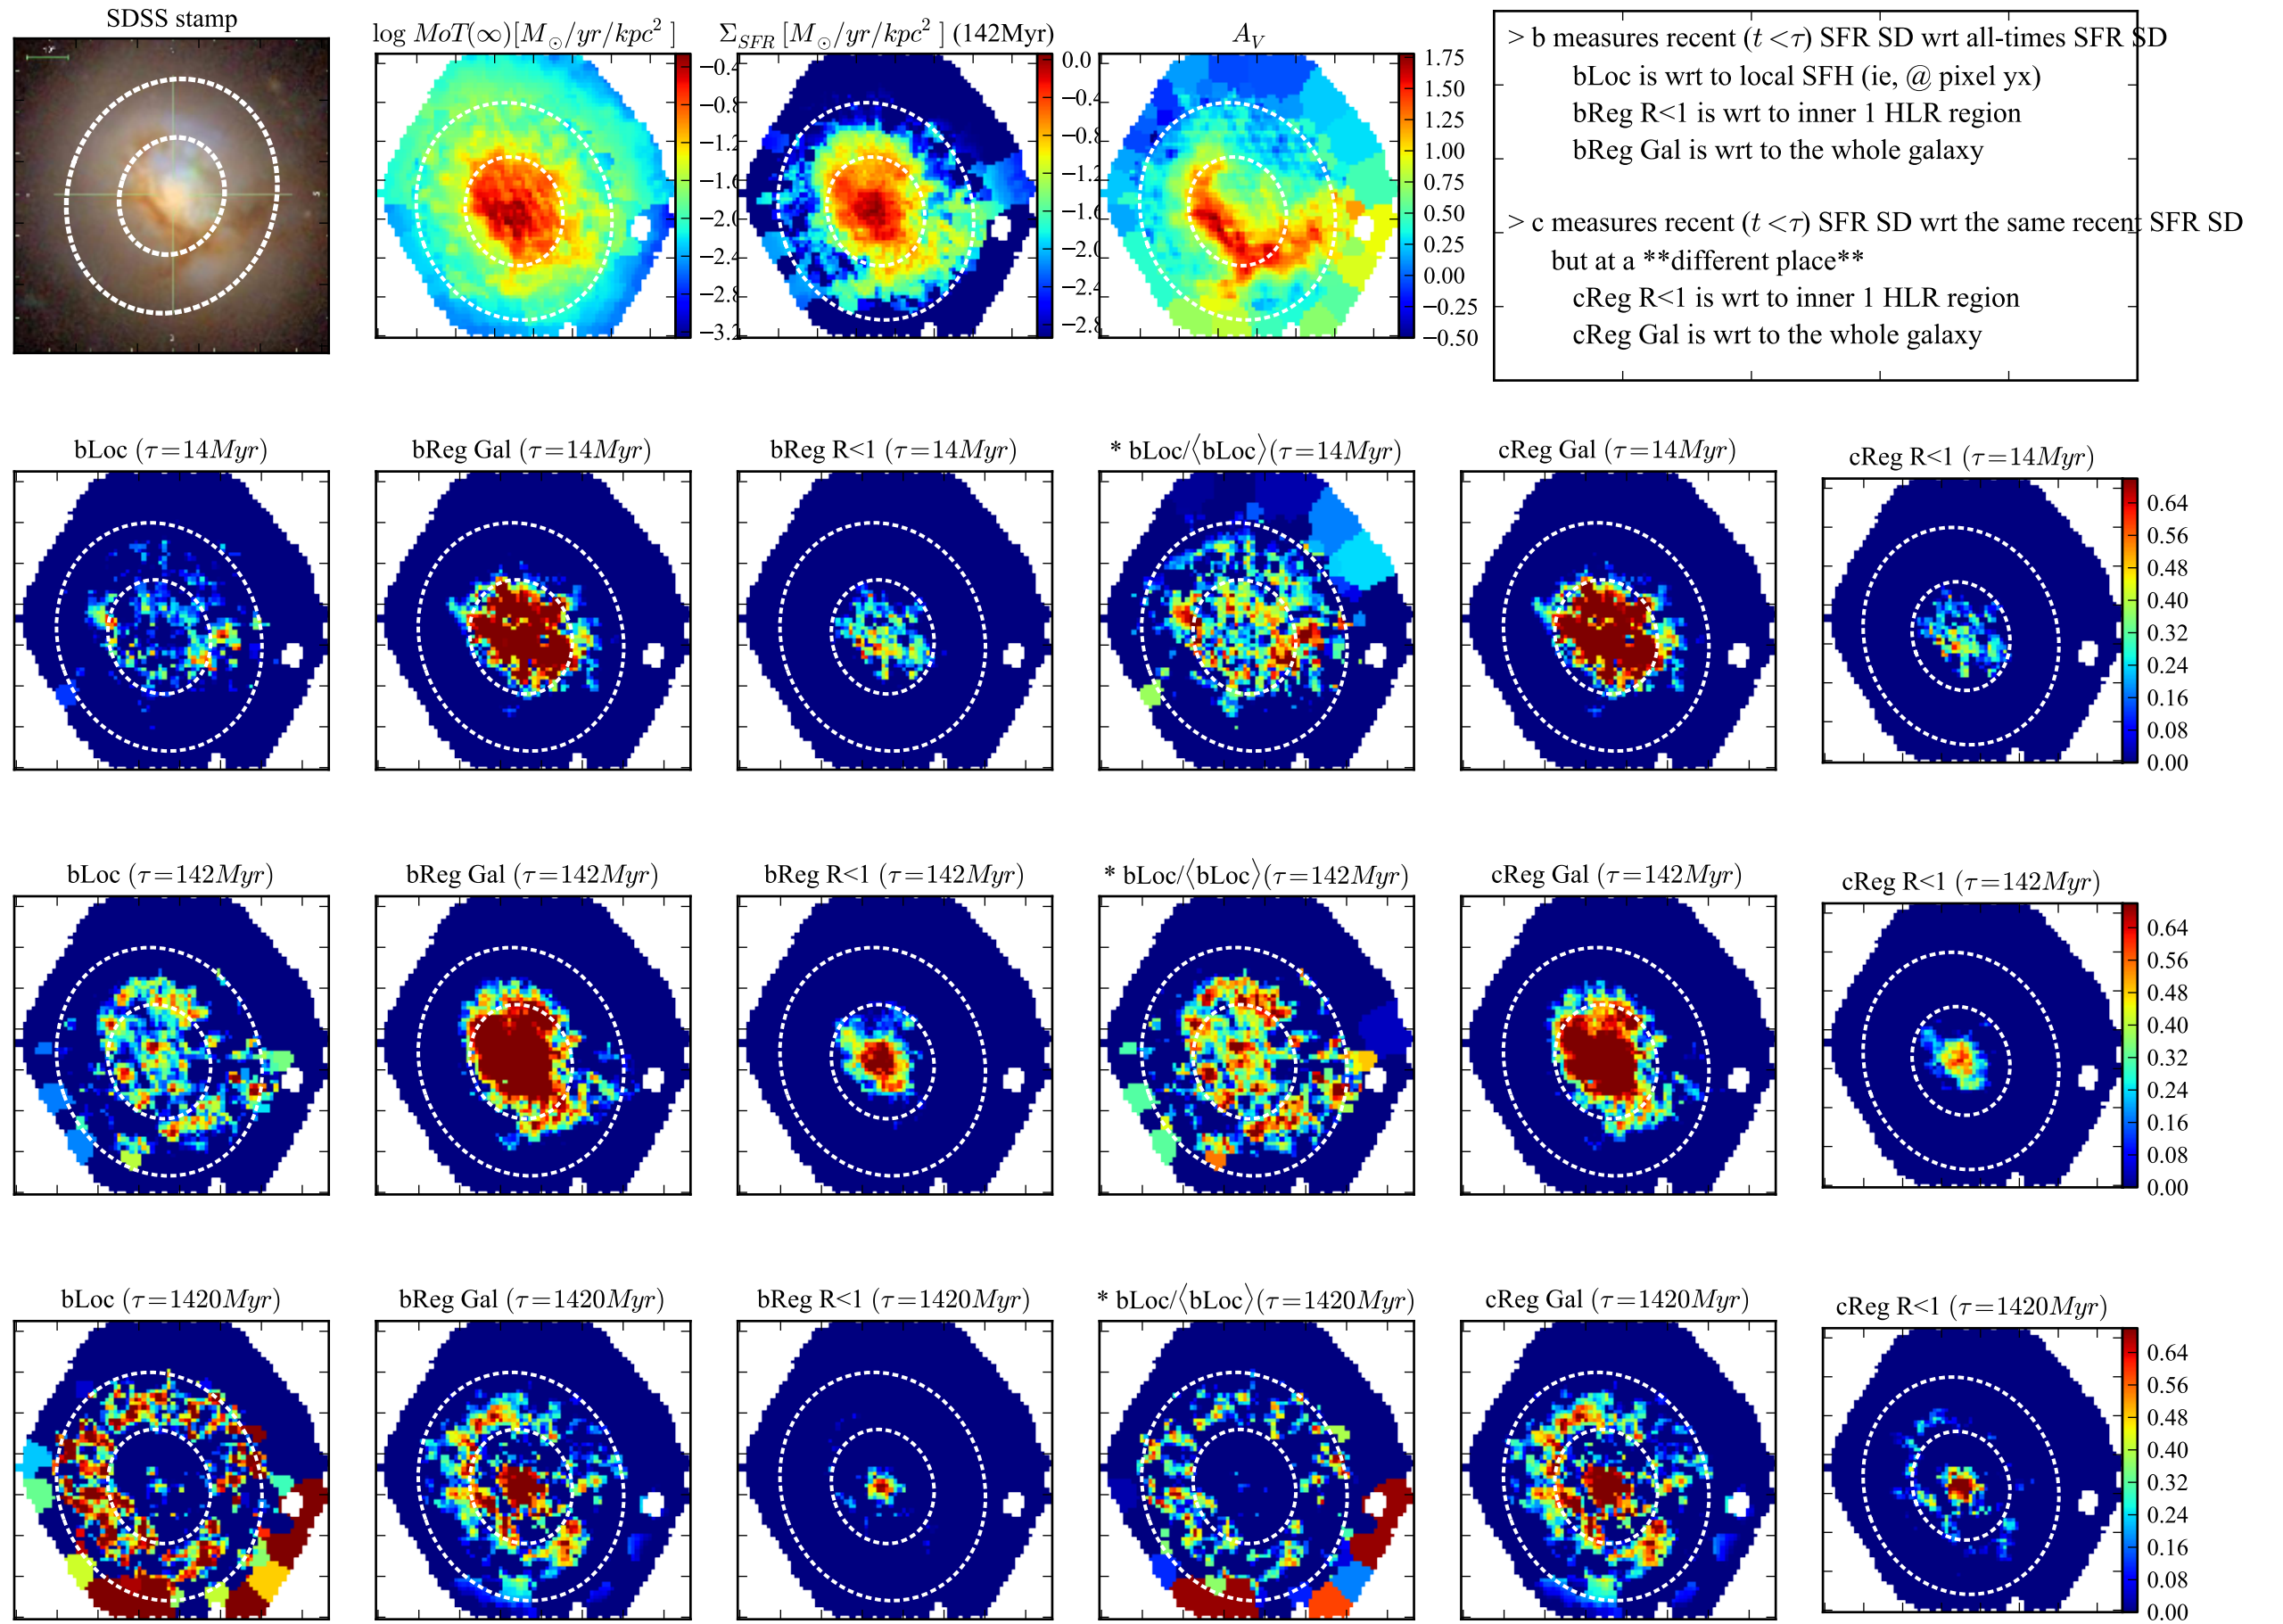 SDSS stamp
log MoT(∞)[M⊙/yr/kpc²]
Σ_SFR [M⊙/yr/kpc²] (142Myr)
A_V
−0.4
−0.8
−1.2
−1.6
−2.0
−2.4
−2.8
−3.2
0.0
−0.4
−0.8
−1.2
−1.6
−2.0
−2.4
−2.8
1.75
1.50
1.25
1.00
0.75
0.50
0.25
0.00
−0.25
−0.50
> b measures recent (t<τ) SFR SD wrt all-times SFR SD
bLoc is wrt to local SFH (ie, @ pixel yx)
bReg R<1 is wrt to inner 1 HLR region
bReg Gal is wrt to the whole galaxy
> c measures recent (t<τ) SFR SD wrt the same recent SFR SD
but at a **different place**
cReg R<1 is wrt to inner 1 HLR region
cReg Gal is wrt to the whole galaxy
bLoc (τ=14Myr)
bReg Gal (τ=14Myr)
bReg R<1 (τ=14Myr)
* bLoc/⟨bLoc⟩(τ=14Myr)
cReg Gal (τ=14Myr)
cReg R<1 (τ=14Myr)
0.64
0.56
0.48
0.40
0.32
0.24
0.16
0.08
0.00
bLoc (τ=142Myr)
bReg Gal (τ=142Myr)
bReg R<1 (τ=142Myr)
* bLoc/⟨bLoc⟩(τ=142Myr)
cReg Gal (τ=142Myr)
cReg R<1 (τ=142Myr)
0.64
0.56
0.48
0.40
0.32
0.24
0.16
0.08
0.00
bLoc (τ=1420Myr)
bReg Gal (τ=1420Myr)
bReg R<1 (τ=1420Myr)
* bLoc/⟨bLoc⟩(τ=1420Myr)
cReg Gal (τ=1420Myr)
cReg R<1 (τ=1420Myr)
0.64
0.56
0.48
0.40
0.32
0.24
0.16
0.08
0.00